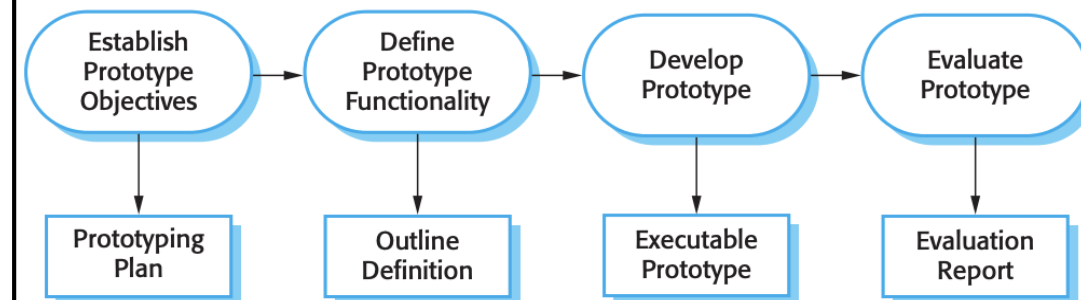 Establish
Prototype
Objectives
Define
Prototype
Functionality
Develop
Prototype
Evaluate
Prototype
Prototyping
Plan
Outline
Definition
Executable
Prototype
Evaluation
Report